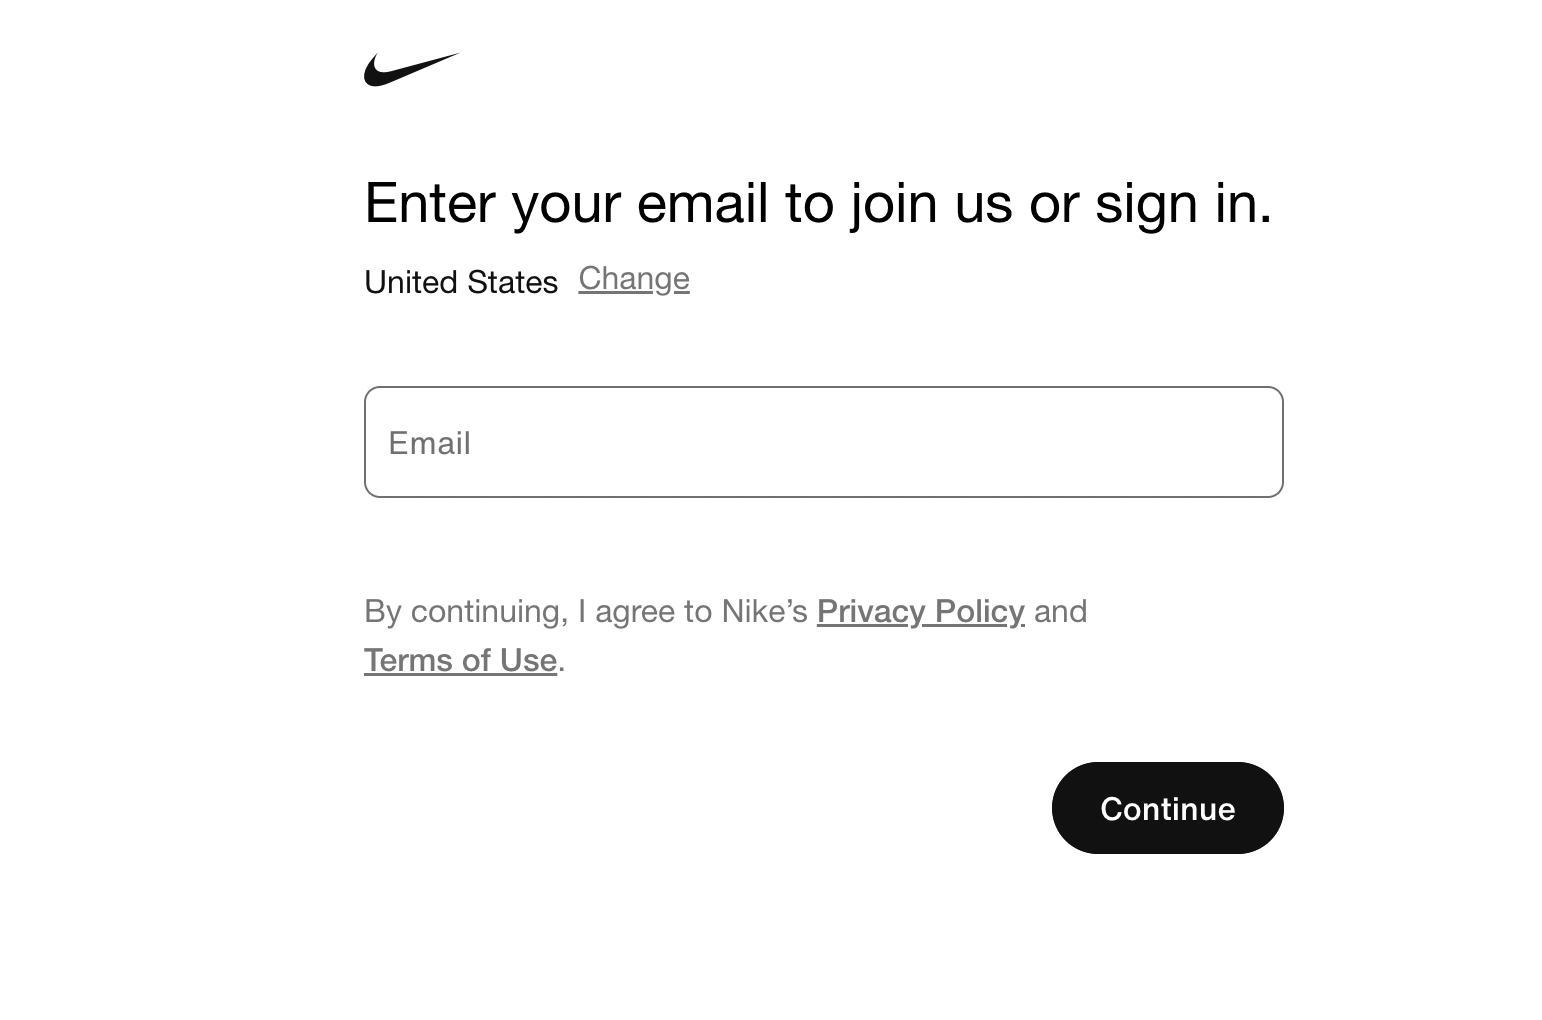 Enter your email to join us or sign in.
United States Change
Email
By continuing, I agree to Nike’s Privacy Policy and
Terms of Use.
Continue